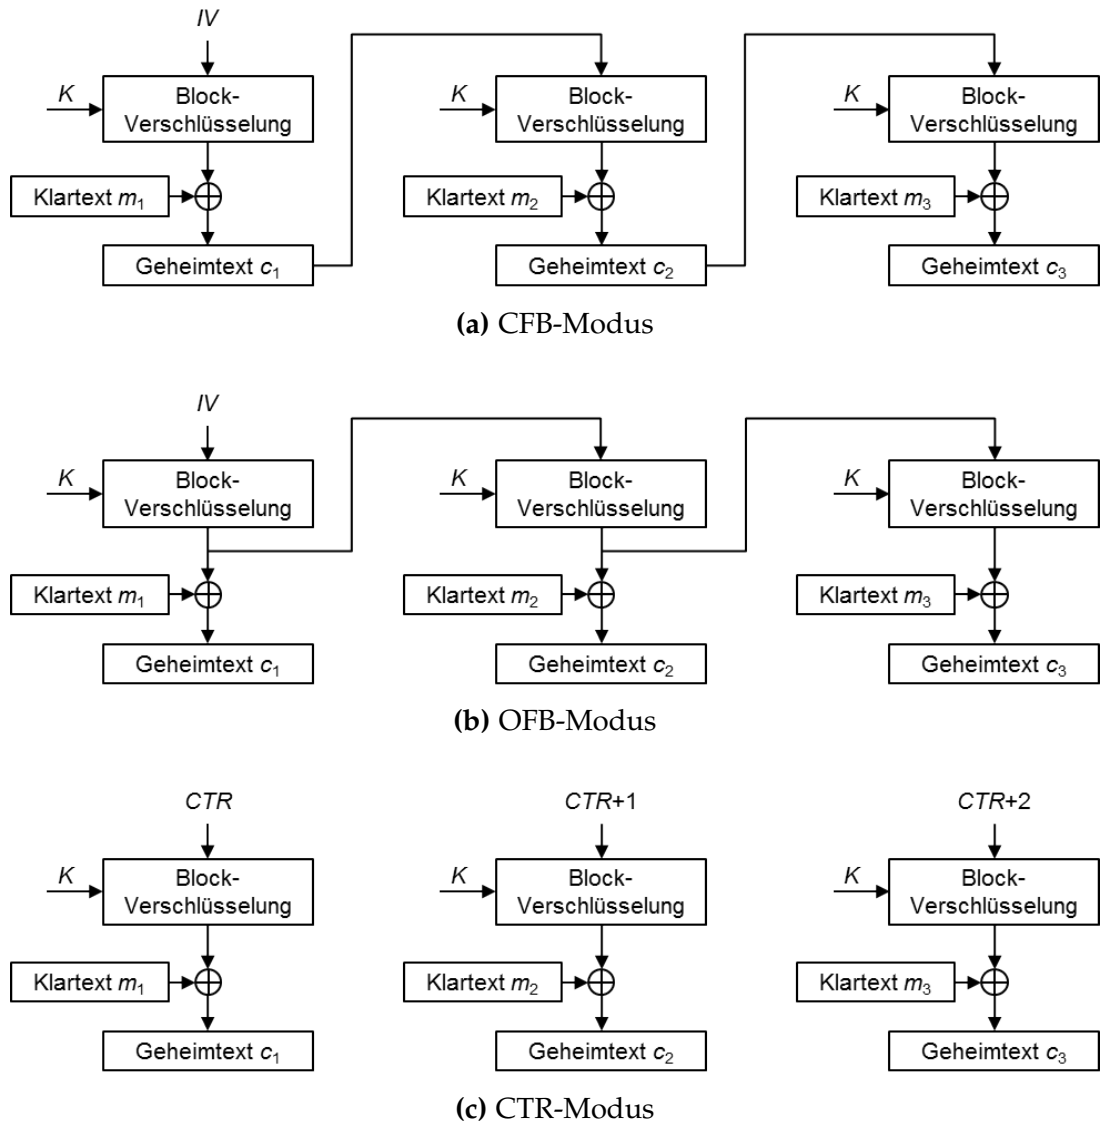 IV
K
Block-
Verschlüsselung
K
Block-
Verschlüsselung
K
Block-
Verschlüsselung
Klartext m₁
Klartext m₂
Klartext m₃
Geheimtext c₁
Geheimtext c₂
Geheimtext c₃
(a) CFB-Modus
IV
K
Block-
Verschlüsselung
K
Block-
Verschlüsselung
K
Block-
Verschlüsselung
Klartext m₁
Klartext m₂
Klartext m₃
Geheimtext c₁
Geheimtext c₂
Geheimtext c₃
(b) OFB-Modus
CTR
CTR+1
CTR+2
K
Block-
Verschlüsselung
K
Block-
Verschlüsselung
K
Block-
Verschlüsselung
Klartext m₁
Klartext m₂
Klartext m₃
Geheimtext c₁
Geheimtext c₂
Geheimtext c₃
(c) CTR-Modus